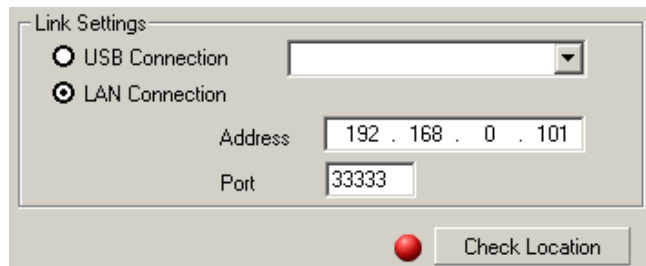 Link Settings
USB Connection
LAN Connection
Address 192 . 168 . 0 . 101
Port 33333
Check Location